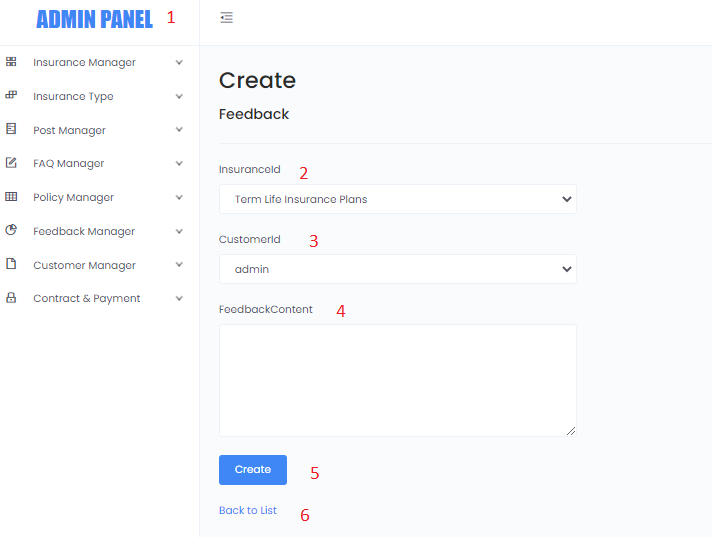 ADMIN PANEL 1
Insurance Manager
Insurance Type
Post Manager
FAQ Manager
Policy Manager
Feedback Manager
Customer Manager
Contract & Payment
Create
Feedback
InsuranceId 2
Term Life Insurance Plans
CustomerId 3
admin
FeedbackContent 4
Create 5
Back to List 6